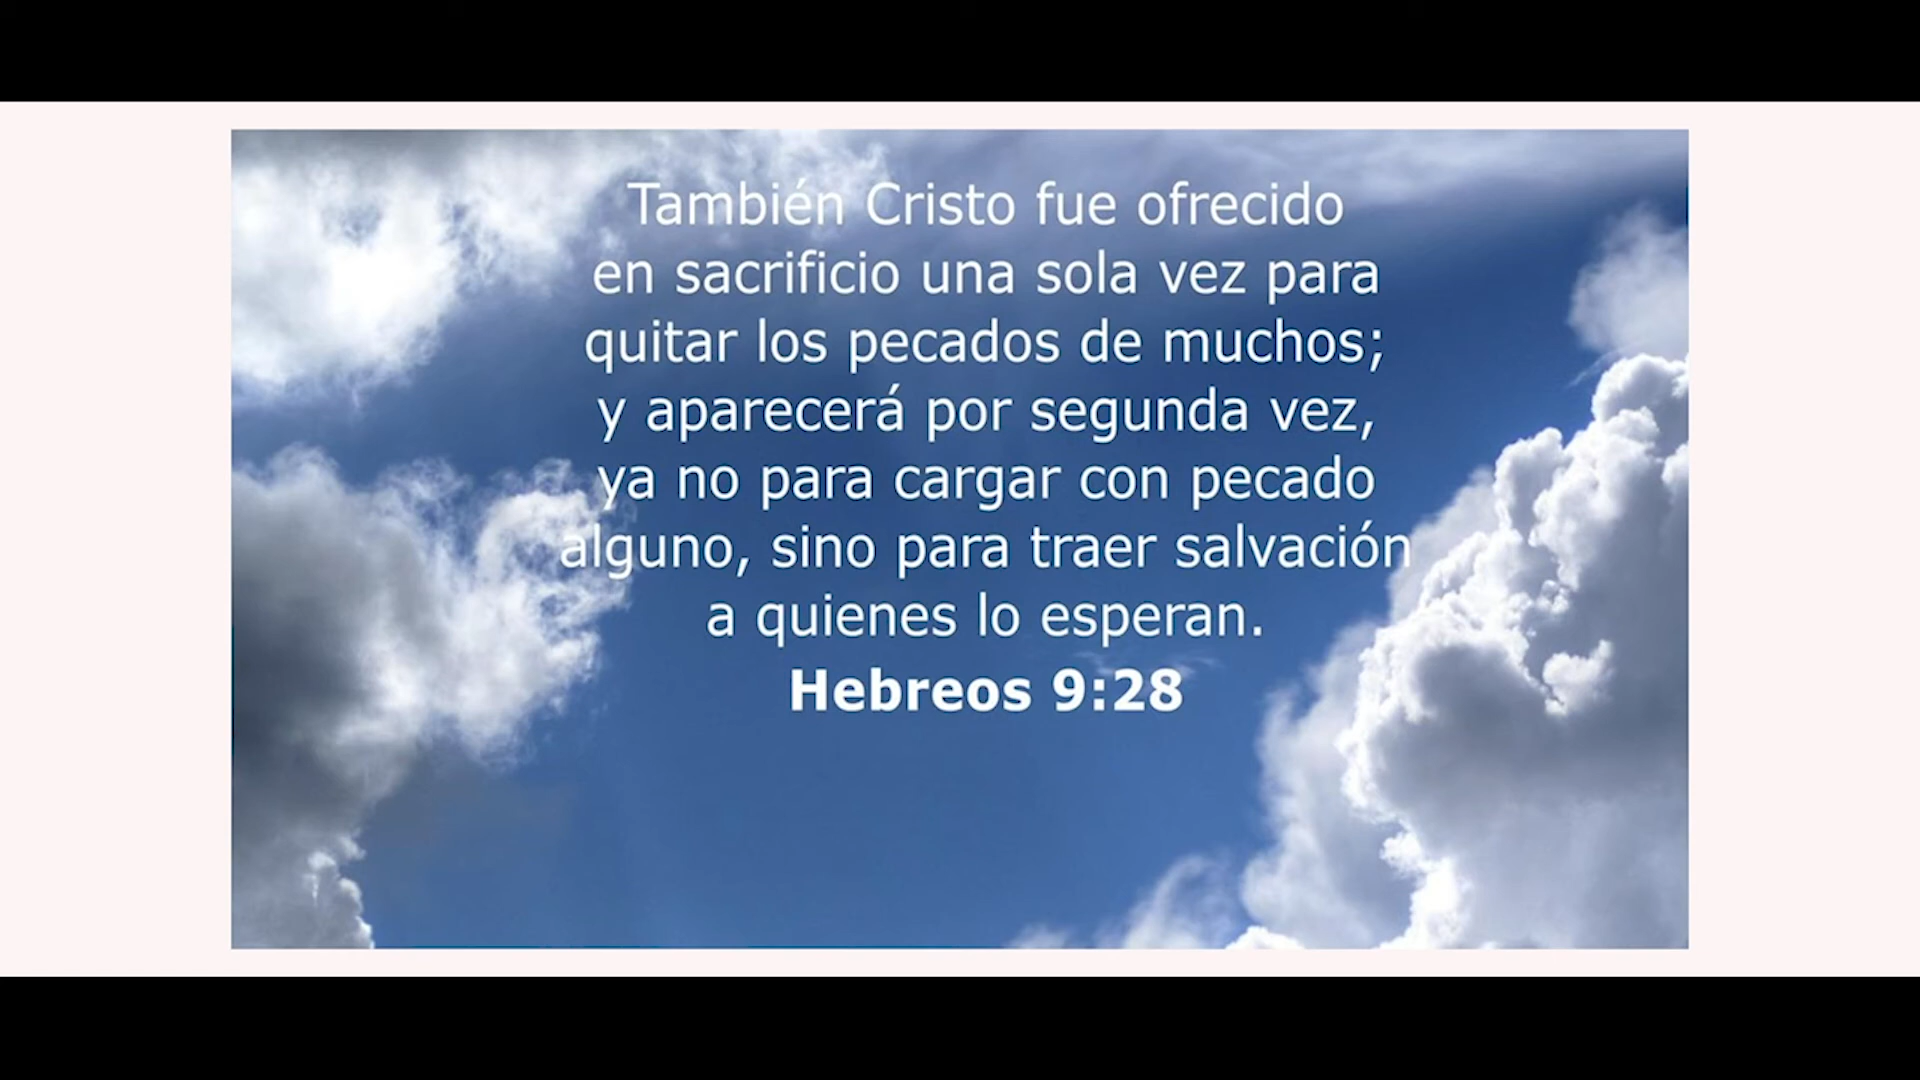 También Cristo fue ofrecido
en sacrificio una sola vez para
quitar los pecados de muchos;
y aparecerá por segunda vez,
ya no para cargar con pecado
alguno, sino para traer salvación
a quienes lo esperan.
Hebreos 9:28